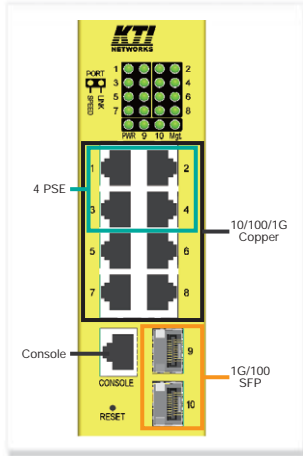 KTI
NETWORKS
PORT
LINK
SPEED
1 2
3 4
5 6
7 8
PWR 9 10 Mgt.
1 2
4 PSE
3 4
10/100/1G
Copper
5 6
7 8
Console
9
1G/100
SFP
CONSOLE
10
RESET